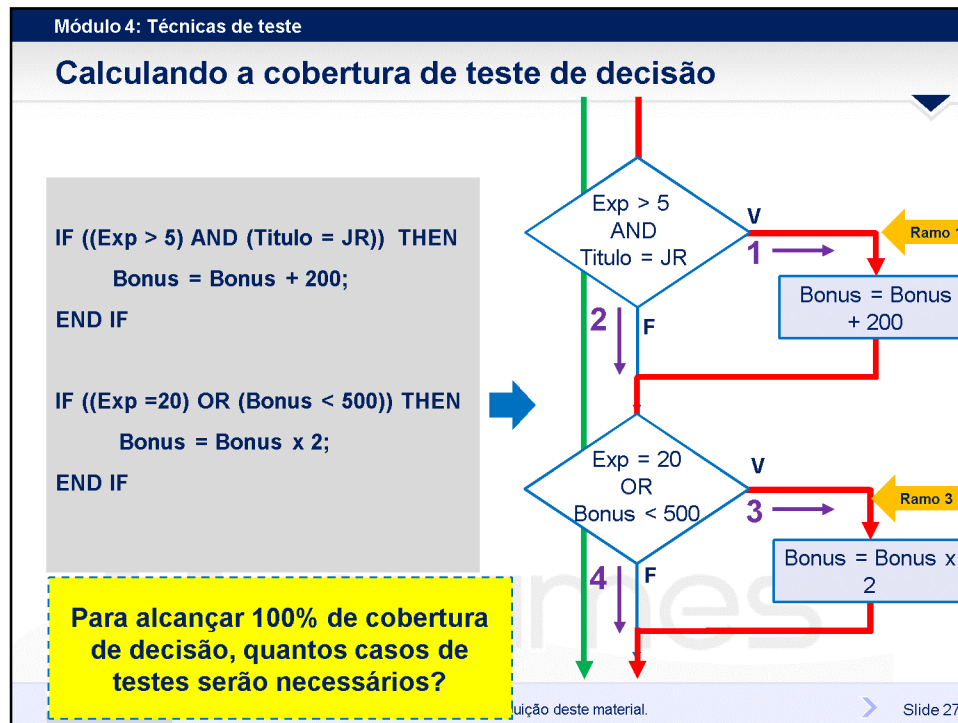 Módulo 4: Técnicas de teste
Calculando a cobertura de teste de decisão
IF ((Exp > 5) AND (Titulo = JR)) THEN
Bonus = Bonus + 200;
END IF
IF ((Exp =20) OR (Bonus < 500)) THEN
Bonus = Bonus x 2;
END IF
Para alcançar 100% de cobertura
de decisão, quantos casos de
testes serão necessários?
Exp > 5
AND
Titulo = JR
V
1
Ramo 1
Bonus = Bonus
+ 200
2
F
Exp = 20
OR
Bonus < 500
V
3
Ramo 3
Bonus = Bonus x
2
4
F
deste material.
Slide 27